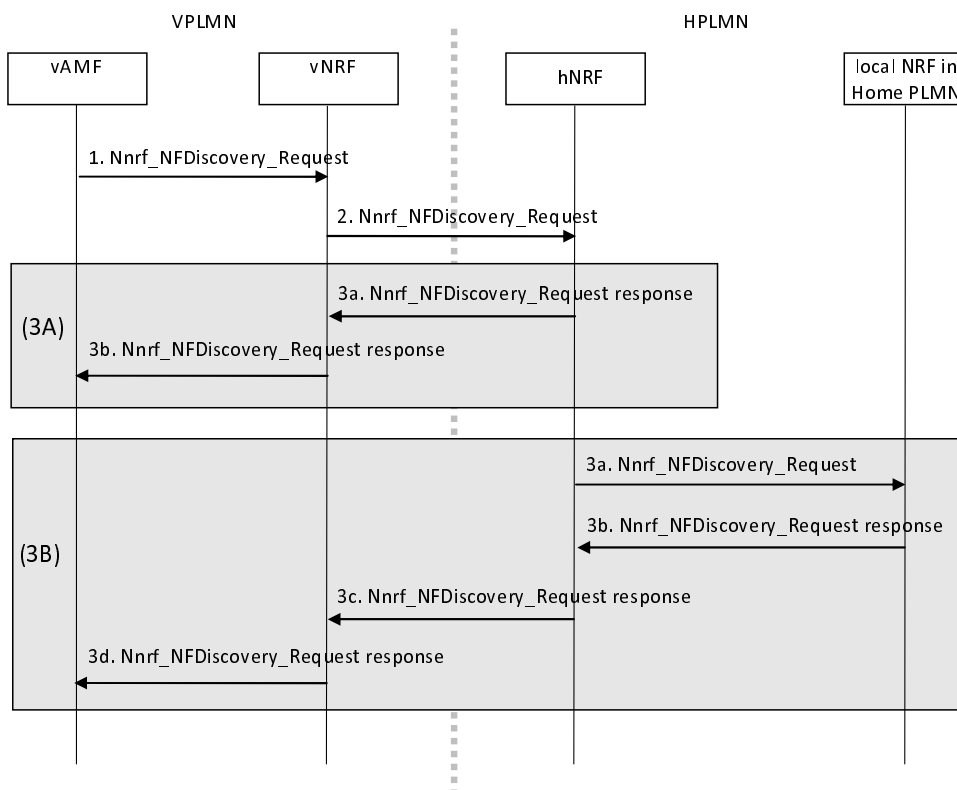 VPLMN
HPLMN
vAMF
vNRF
hNRF
local NRF in
Home PLMN
1. Nnrf_NFDiscovery_Request
2. Nnrf_NFDiscovery_Request
(3A)
3a. Nnrf_NFDiscovery_Request response
3b. Nnrf_NFDiscovery_Request response
(3B)
3a. Nnrf_NFDiscovery_Request
3b. Nnrf_NFDiscovery_Request response
3c. Nnrf_NFDiscovery_Request response
3d. Nnrf_NFDiscovery_Request response